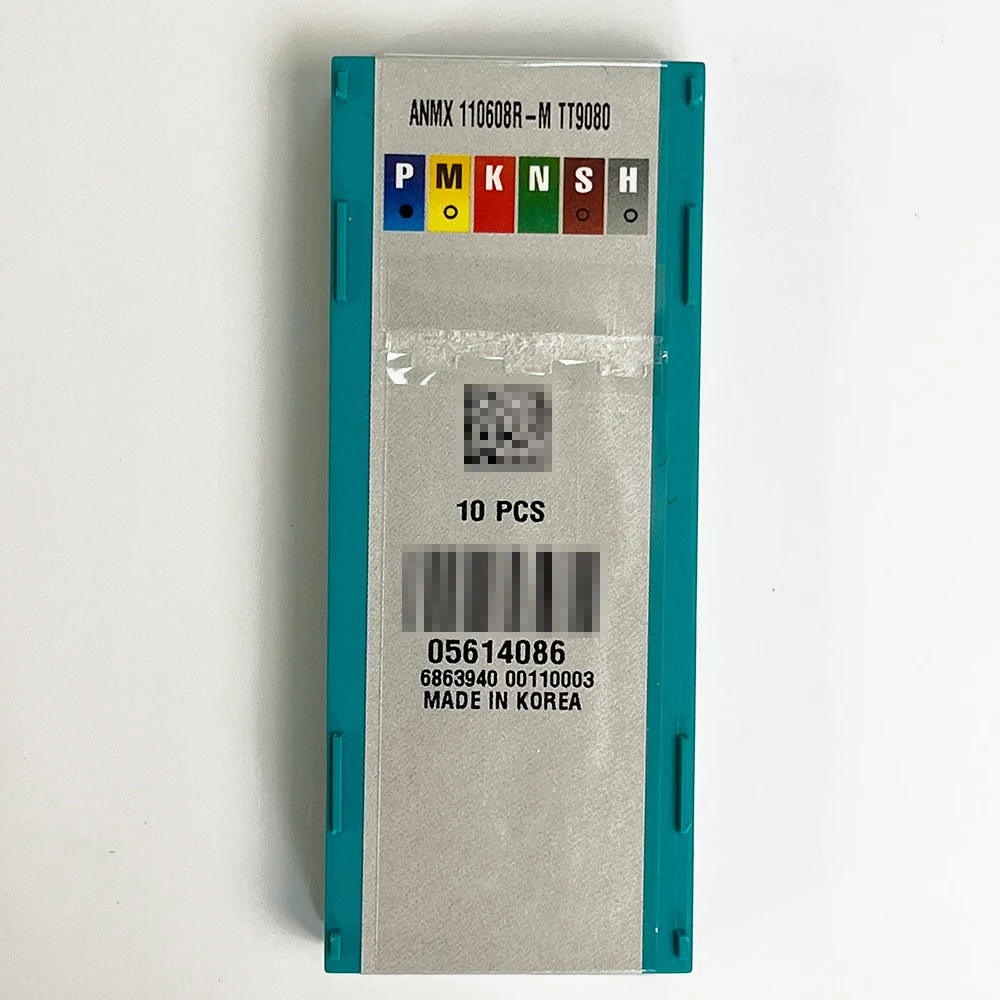 ANMX 110608R-M TT9080
P M K N S H
10 PCS
05614086
6863940 00110003
MADE IN KOREA